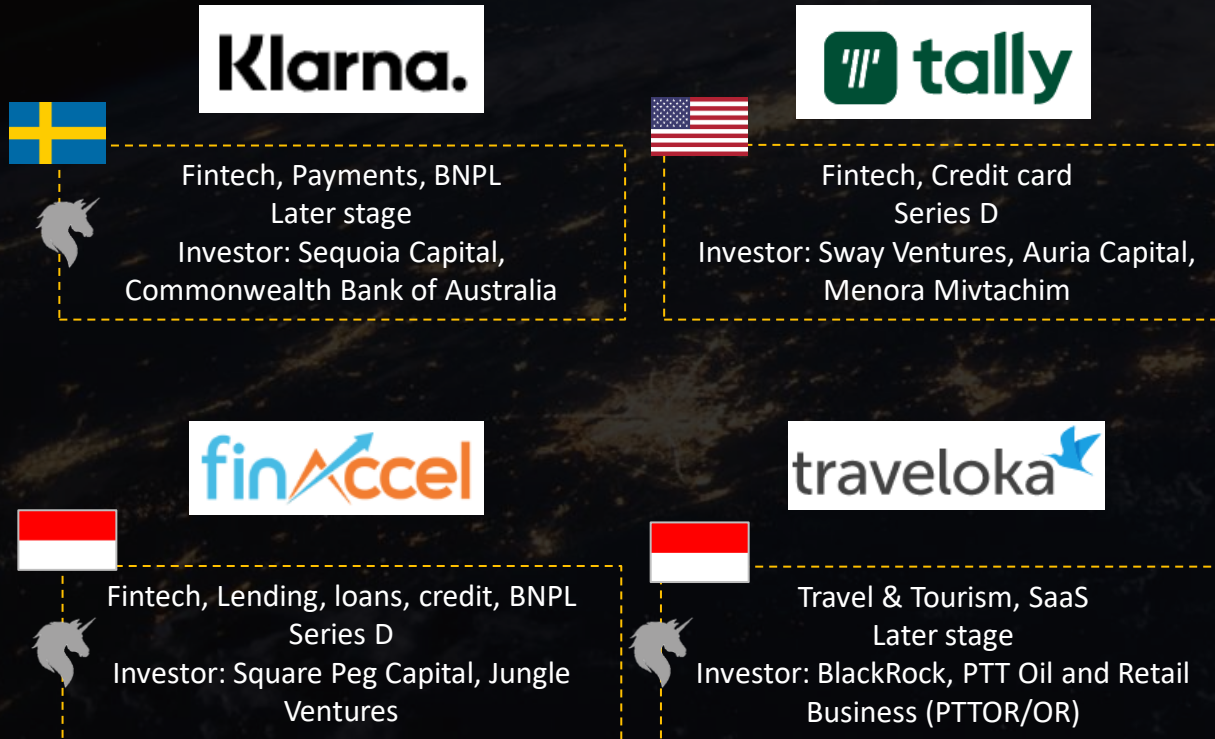 Klarna.
tally
Fintech, Payments, BNPL
Later stage
Investor: Sequoia Capital,
Commonwealth Bank of Australia
Fintech, Credit card
Series D
Investor: Sway Ventures, Auria Capital,
Menora Mivtachim
finAccel
traveloka
Fintech, Lending, loans, credit, BNPL
Series D
Investor: Square Peg Capital, Jungle
Ventures
Travel & Tourism, SaaS
Later stage
Investor: BlackRock, PTT Oil and Retail
Business (PTTOR/OR)